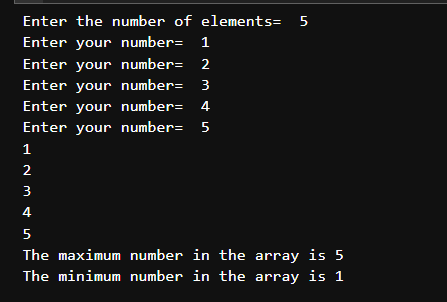 Enter the number of elements=  5
Enter your number=  1
Enter your number=  2
Enter your number=  3
Enter your number=  4
Enter your number=  5
1
2
3
4
5
The maximum number in the array is 5
The minimum number in the array is 1